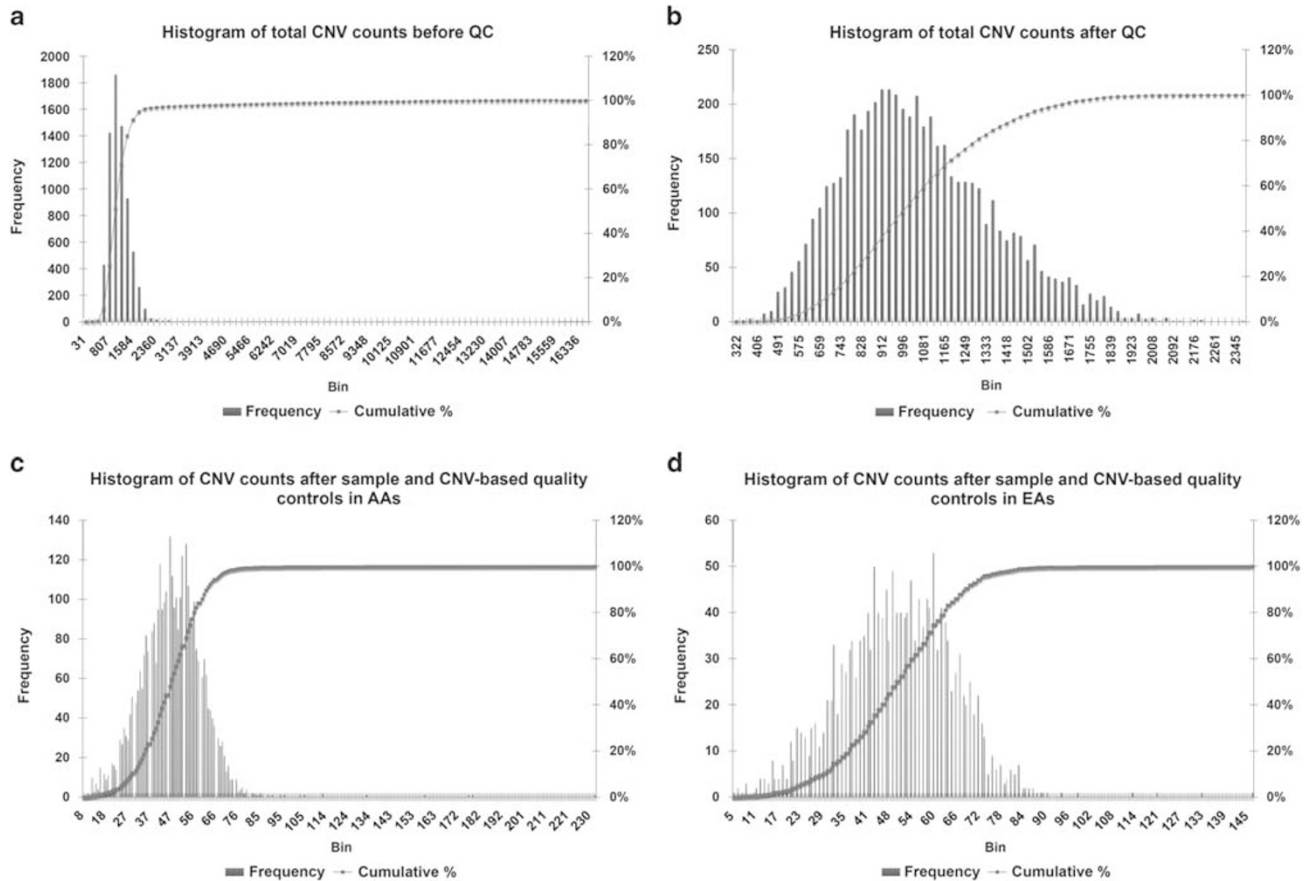 a
Histogram of total CNV counts before QC
2000
1800
1600
1400
1200
1000
800
600
400
200
0
120%
100%
80%
60%
40%
20%
0%
Frequency
31 807 1584 2360 3137 3913 4690 5466 6242 7019 7795 8572 9348 10125 10901 11677 12454 13230 14007 14783 15559 16336
Bin
Frequency Cumulative %
b
Histogram of total CNV counts after QC
250
200
150
100
50
0
120%
100%
80%
60%
40%
20%
0%
Frequency
322 406 491 575 659 743 828 912 996 1081 1165 1249 1333 1418 1502 1586 1671 1755 1839 1923 2008 2092 2176 2261 2345
Bin
Frequency Cumulative %
c
Histogram of CNV counts after sample and CNV-based quality
controls in AAs
140
120
100
80
60
40
20
0
120%
100%
80%
60%
40%
20%
0%
Frequency
8 18 27 37 47 56 66 76 85 95 105 114 124 134 143 153 163 172 182 192 201 211 221 230
Bin
Frequency Cumulative %
d
Histogram of CNV counts after sample and CNV-based quality
controls in EAs
60
50
40
30
20
10
0
120%
100%
80%
60%
40%
20%
0%
Frequency
5 11 17 23 29 35 41 48 54 60 66 72 78 84 90 96 102 108 114 121 127 133 139 145
Bin
Frequency Cumulative %